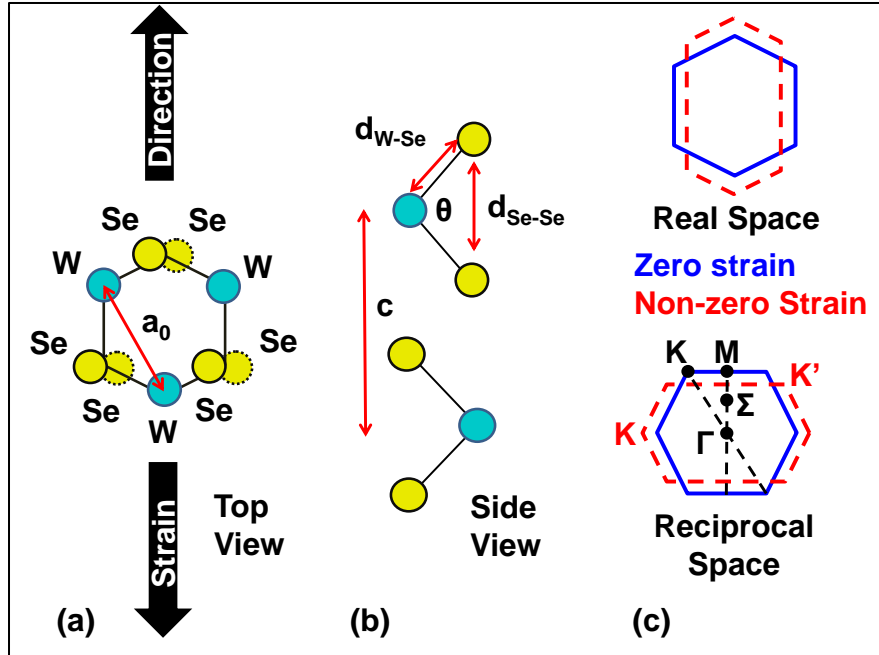 Direction
Se
Se
W
W
a0
Se
Se
Se
Se
W
Strain
Top
View
(a)
dW-Se
θ
dSe-Se
c
Side
View
(b)
Real Space
Zero strain
Non-zero Strain
K
M
K’
Σ
K
Γ
Reciprocal
Space
(c)